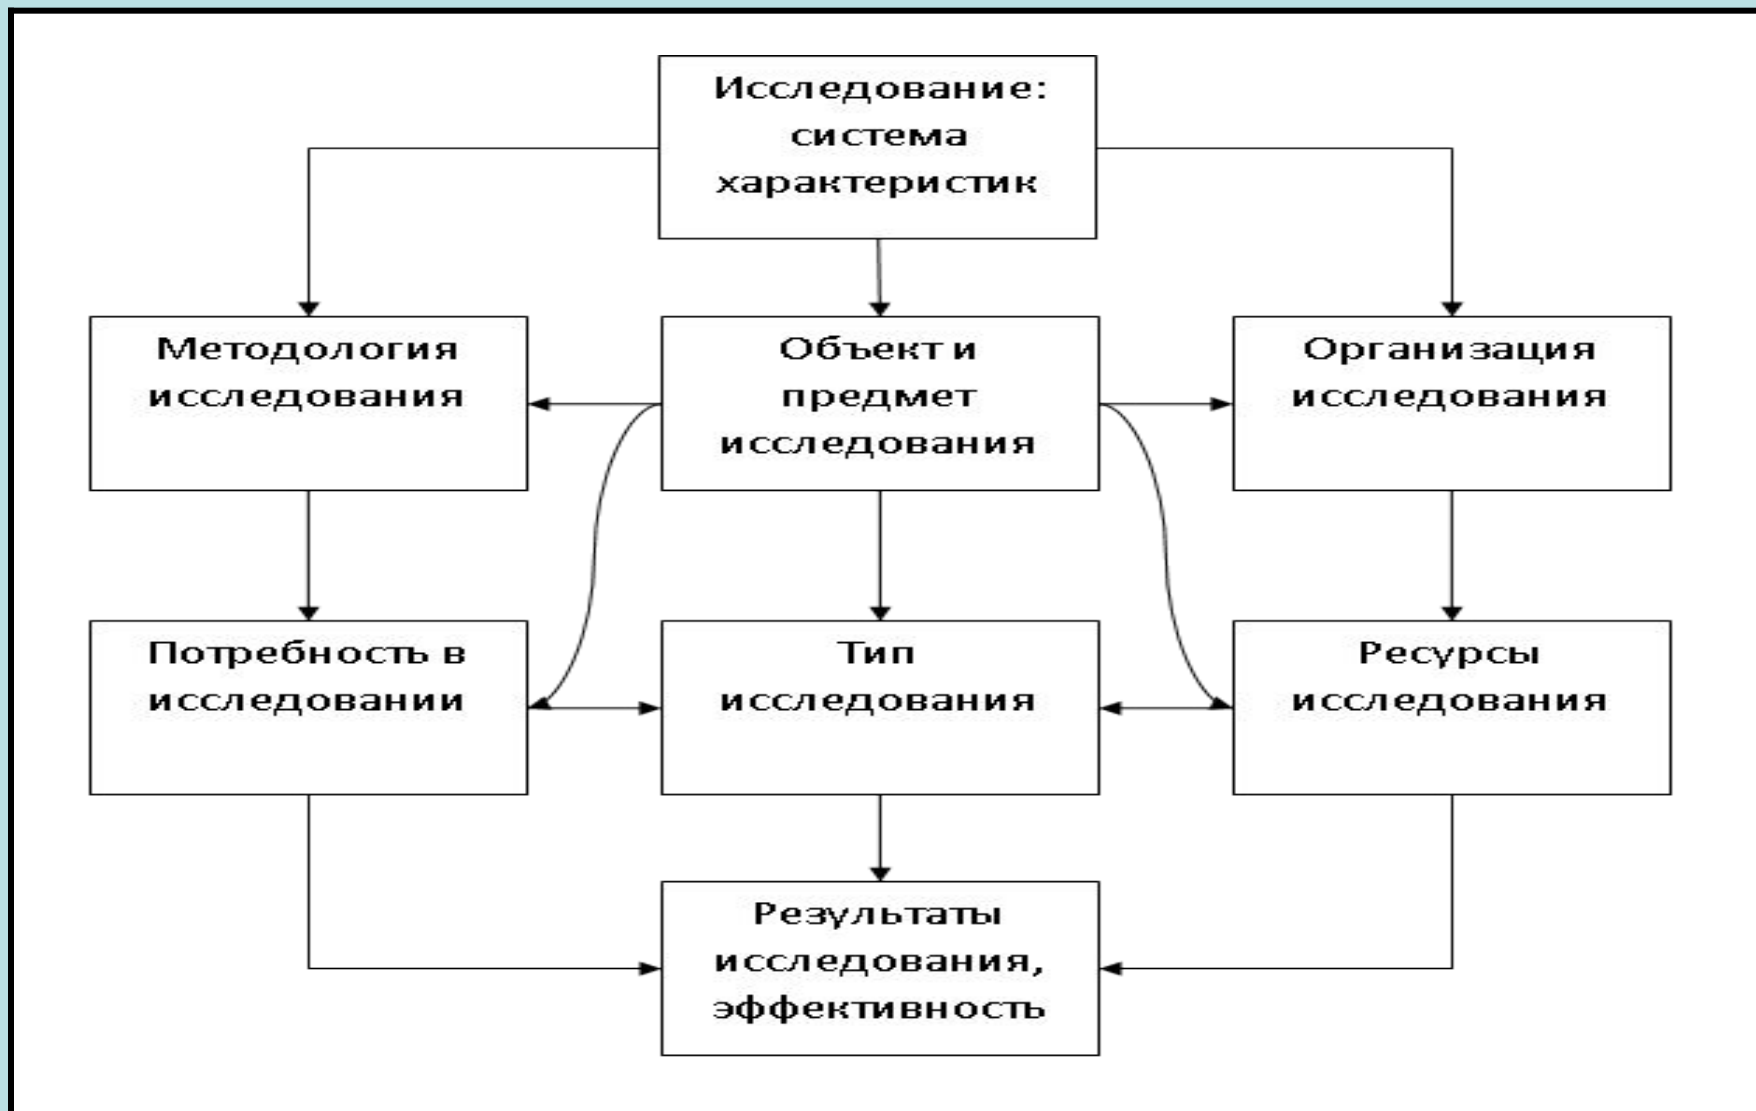 Исследование:
система
характеристик
Методология
исследования
Объект и
предмет
исследования
Организация
исследования
Потребность в
исследовании
Тип
исследования
Ресурсы
исследования
Результаты
исследования,
эффективность